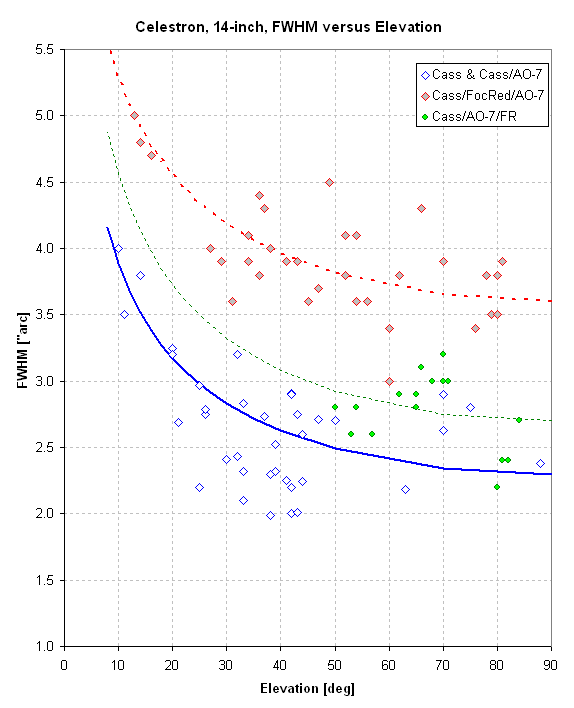 Celestron, 14-inch, FWHM versus Elevation
5.5
5.0
4.5
4.0
3.5
3.0
2.5
2.0
1.5
1.0
FWHM ["arc]
Cass & Cass/AO-7
Cass/FocRed/AO-7
Cass/AO-7/FR
0 10 20 30 40 50 60 70 80 90
Elevation [deg]